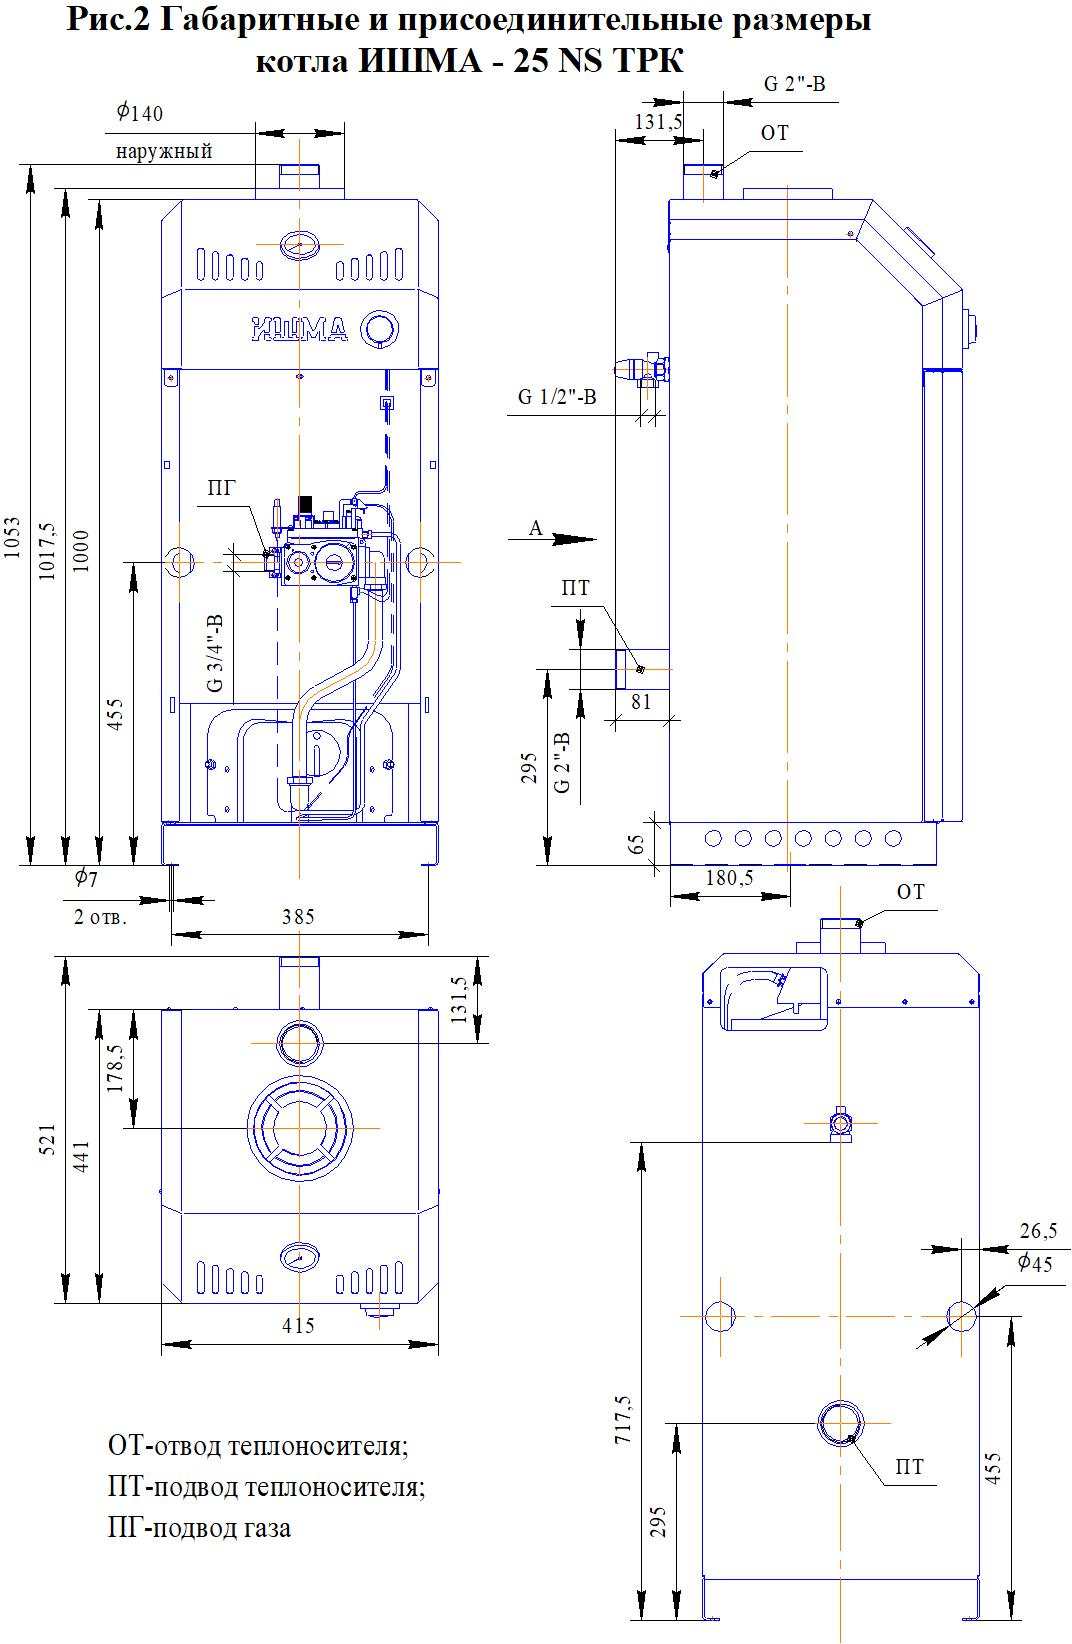 Рис.2 Габаритные и присоединительные размеры
котла ИШМА - 25 NS ТРК
G 2"-В
ϕ140
131,5
ОТ
наружный
ИШМА
G 1/2"-В
ПГ
1053
1017,5
1000
А
ПТ
G 3/4"-В
81
455
295
G 2"-В
65
ϕ7
180,5
2 отв.
385
ОТ
131,5
178,5
521
441
26,5
ϕ45
415
717,5
ОТ-отвод теплоносителя;
ПТ
455
ПТ-подвод теплоносителя;
295
ПГ-подвод газа